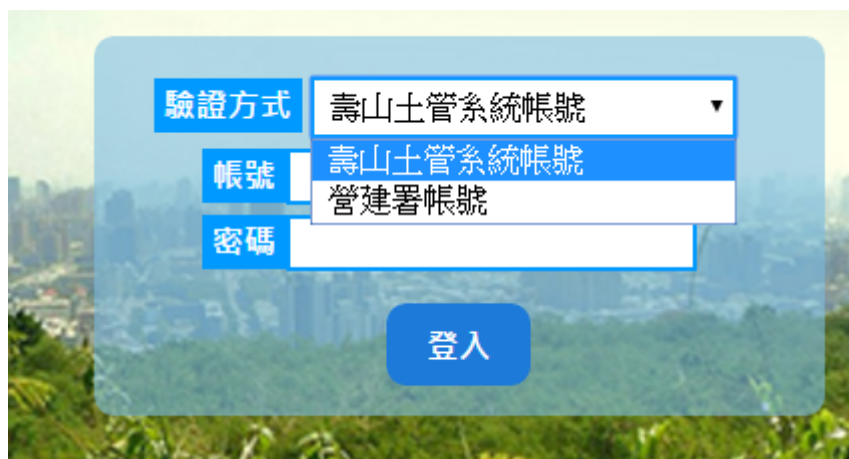 驗證方式 壽山土管系統帳號
壽山土管系統帳號
帳號
營建署帳號
密碼
登入